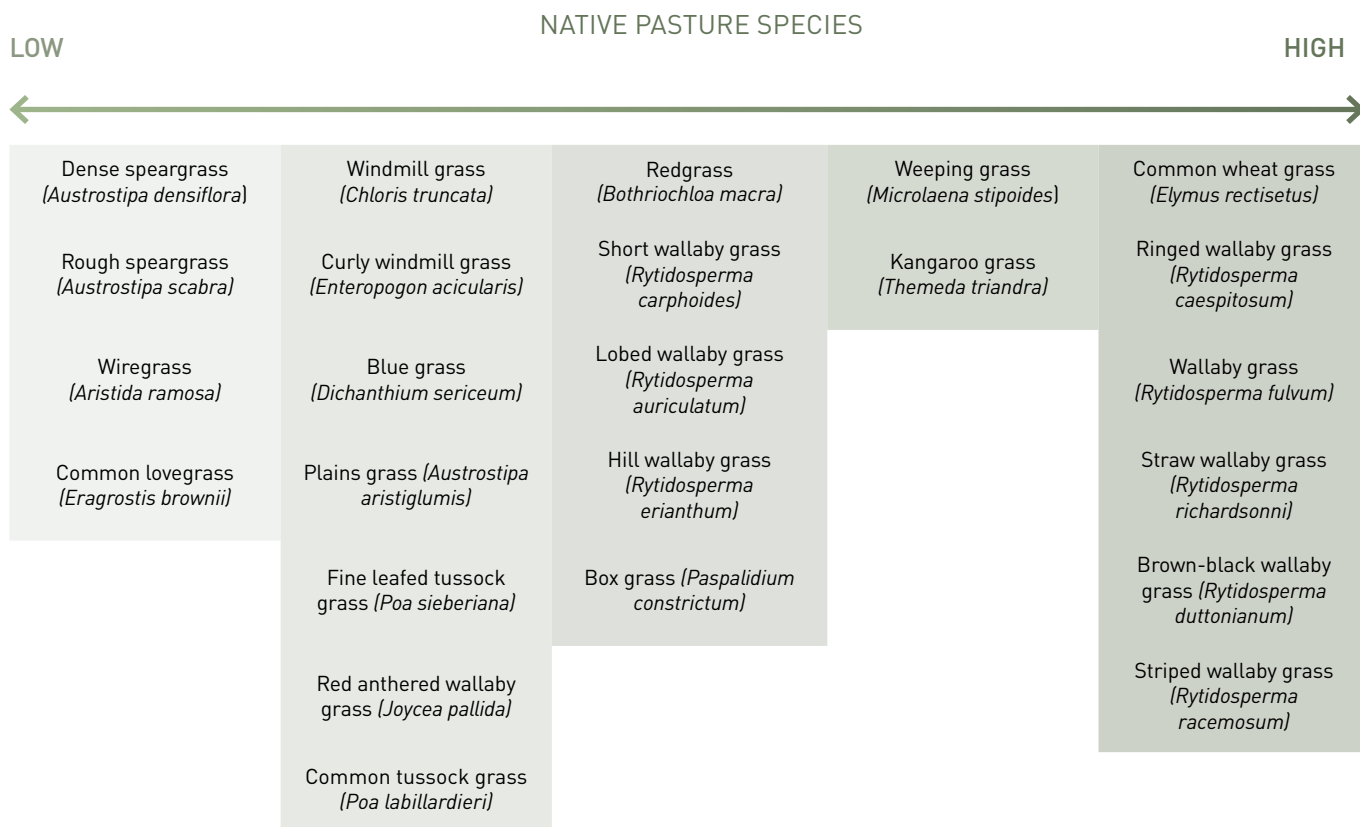 NATIVE PASTURE SPECIES
LOW
HIGH
Dense speargrass
(Austrostipa densiflora)
Rough speargrass
(Austrostipa scabra)
Wiregrass
(Aristida ramosa)
Common lovegrass
(Eragrostis brownii)
Windmill grass
(Chloris truncata)
Curly windmill grass
(Enteropogon acicularis)
Blue grass
(Dichanthium sericeum)
Plains grass (Austrostipa
aristiglumis)
Fine leafed tussock
grass (Poa sieberiana)
Red anthered wallaby
grass (Joycea pallida)
Common tussock grass
(Poa labillardieri)
Redgrass
(Bothriochloa macra)
Short wallaby grass
(Rytidosperma
carphoides)
Lobed wallaby grass
(Rytidosperma
auriculatum)
Hill wallaby grass
(Rytidosperma
erianthum)
Box grass (Paspalidium
constrictum)
Weeping grass
(Microlaena stipoides)
Kangaroo grass
(Themeda triandra)
Common wheat grass
(Elymus rectisetus)
Ringed wallaby grass
(Rytidosperma
caespitosum)
Wallaby grass
(Rytidosperma fulvum)
Straw wallaby grass
(Rytidosperma
richardsonni)
Brown-black wallaby
grass (Rytidosperma
duttonianum)
Striped wallaby grass
(Rytidosperma
racemosum)